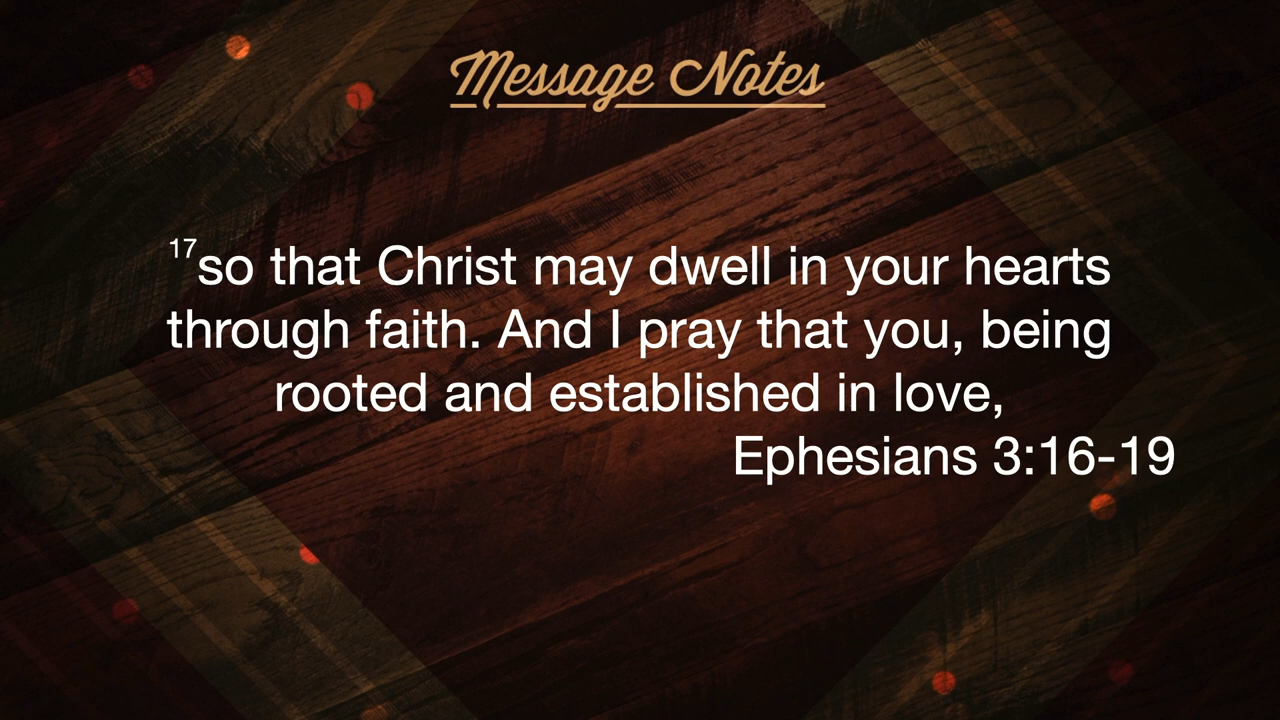 Message Notes
17so that Christ may dwell in your hearts
through faith. And I pray that you, being
rooted and established in love,
Ephesians 3:16-19